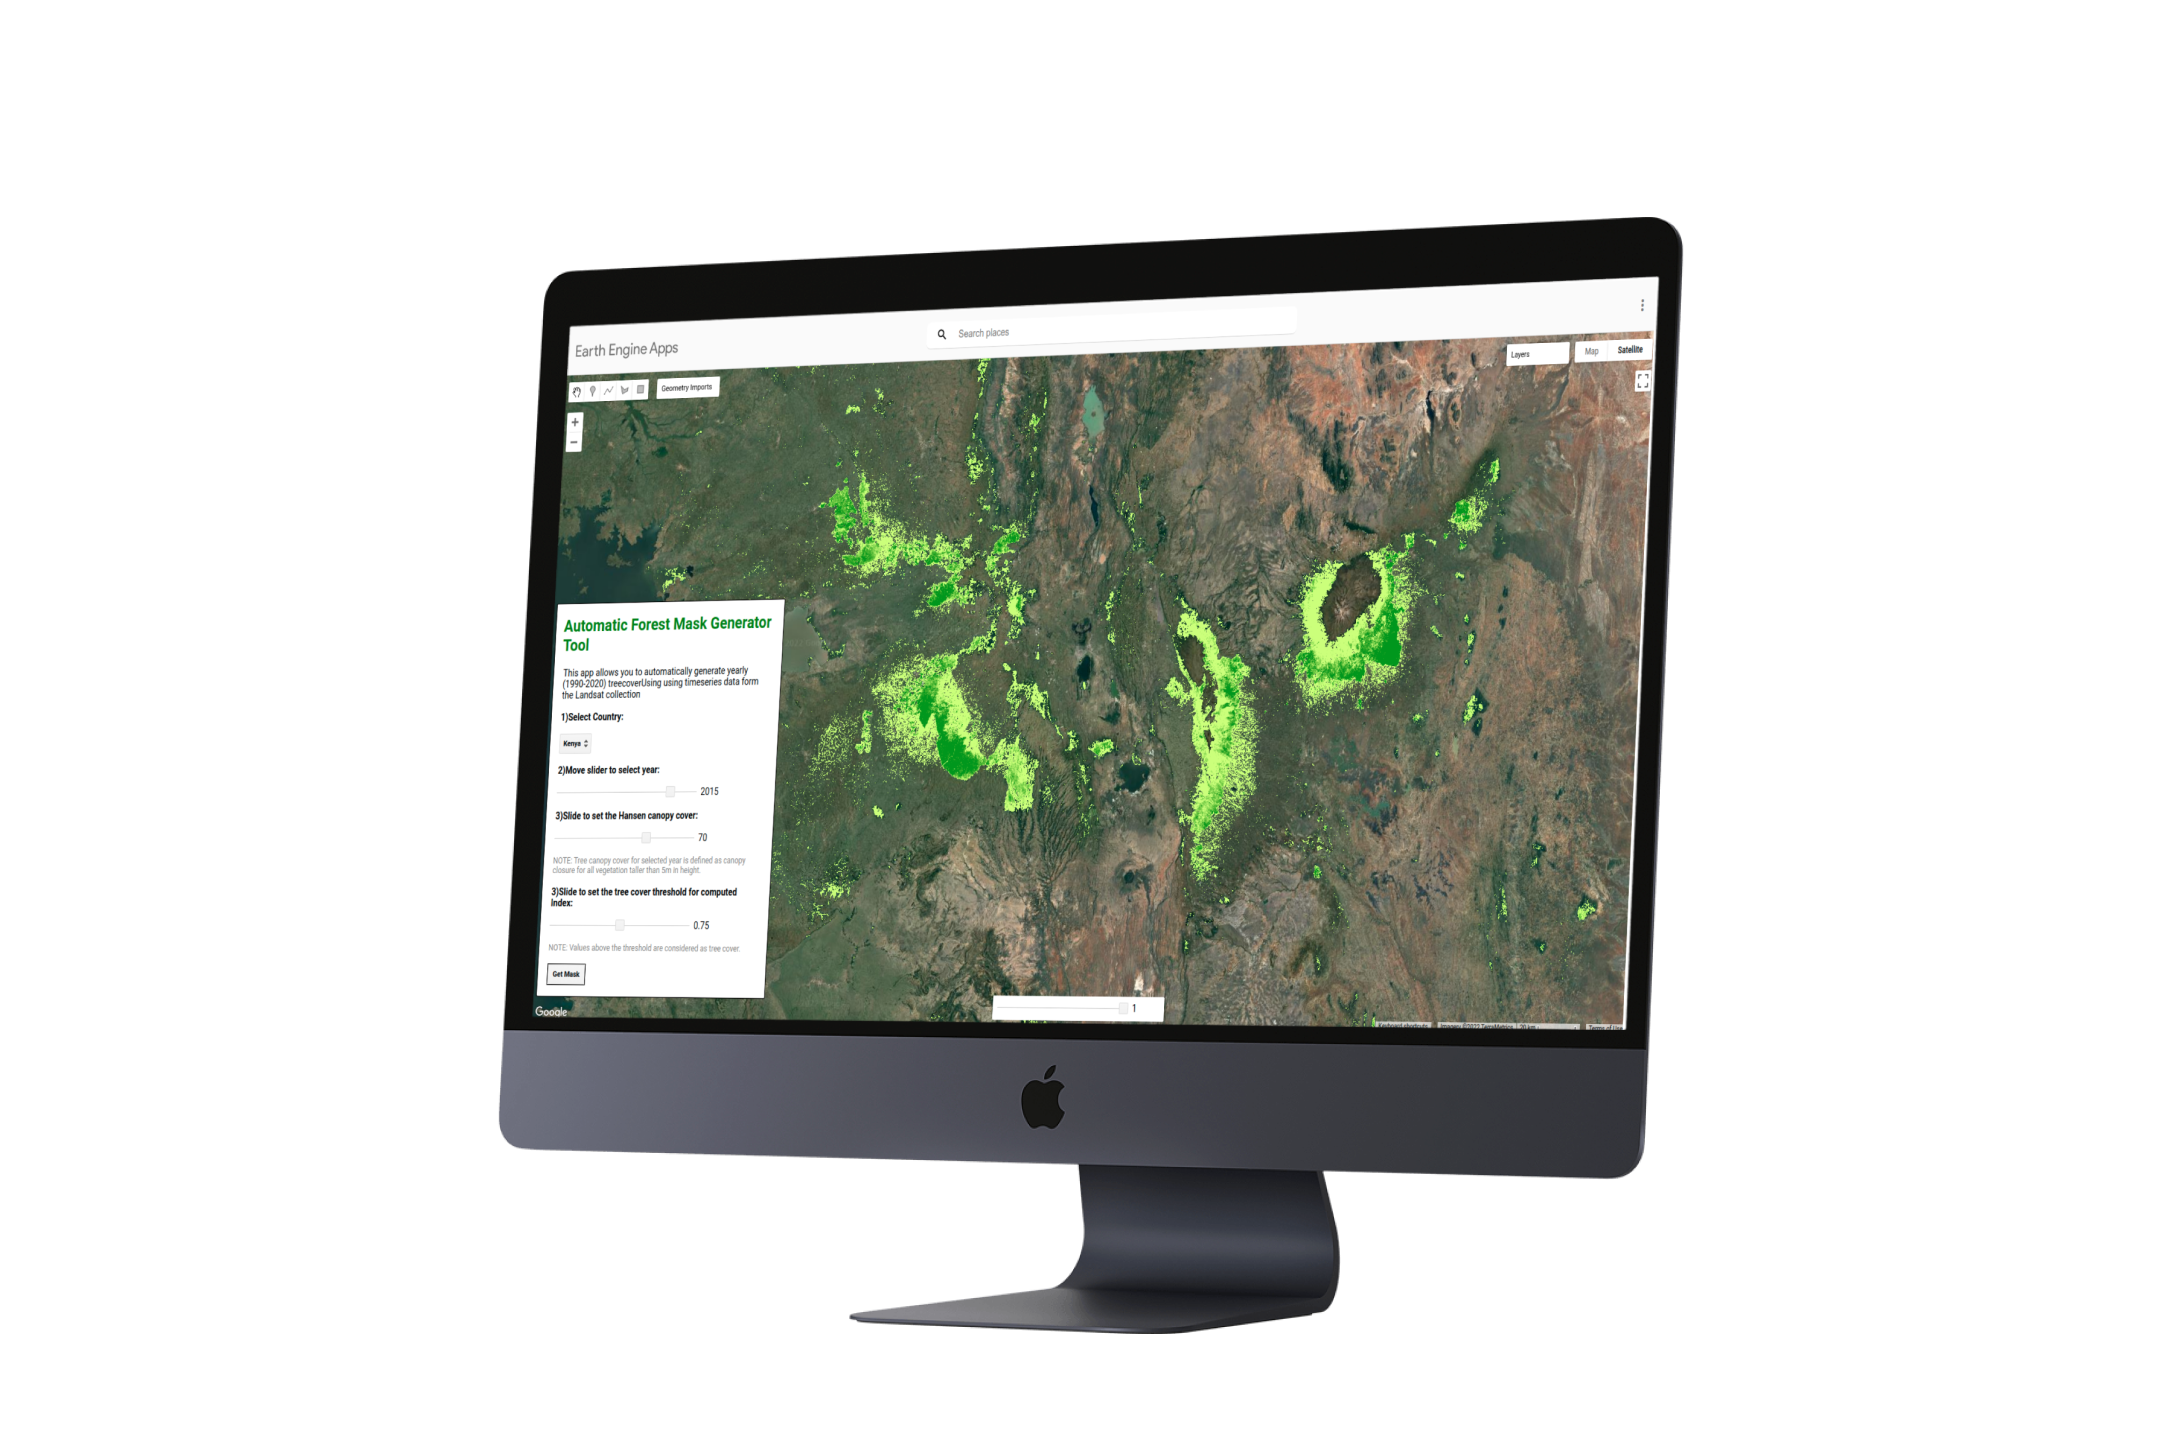 Earth Engine Apps
Search places
Geometry Imports
Layers
Map
Satellite
+
−
Automatic Forest Mask Generator
Tool
This app allows you to automatically generate yearly
(1990-2020) treecoverUsing using timeseries data form
the Landsat collection
1)Select Country:
Kenya
2)Move slider to select year:
2015
3)Slide to set the Hansen canopy cover:
70
NOTE: Tree canopy cover for selected year is defined as canopy
closure for all vegetation taller than 5m in height.
3)Slide to set the tree cover threshold for computed
Index:
0.75
NOTE: Values above the threshold are considered as tree cover.
Get Mask
Google
1
Keyboard shortcuts
Imagery ©2022 TerraMetrics
20 km
Terms of Use